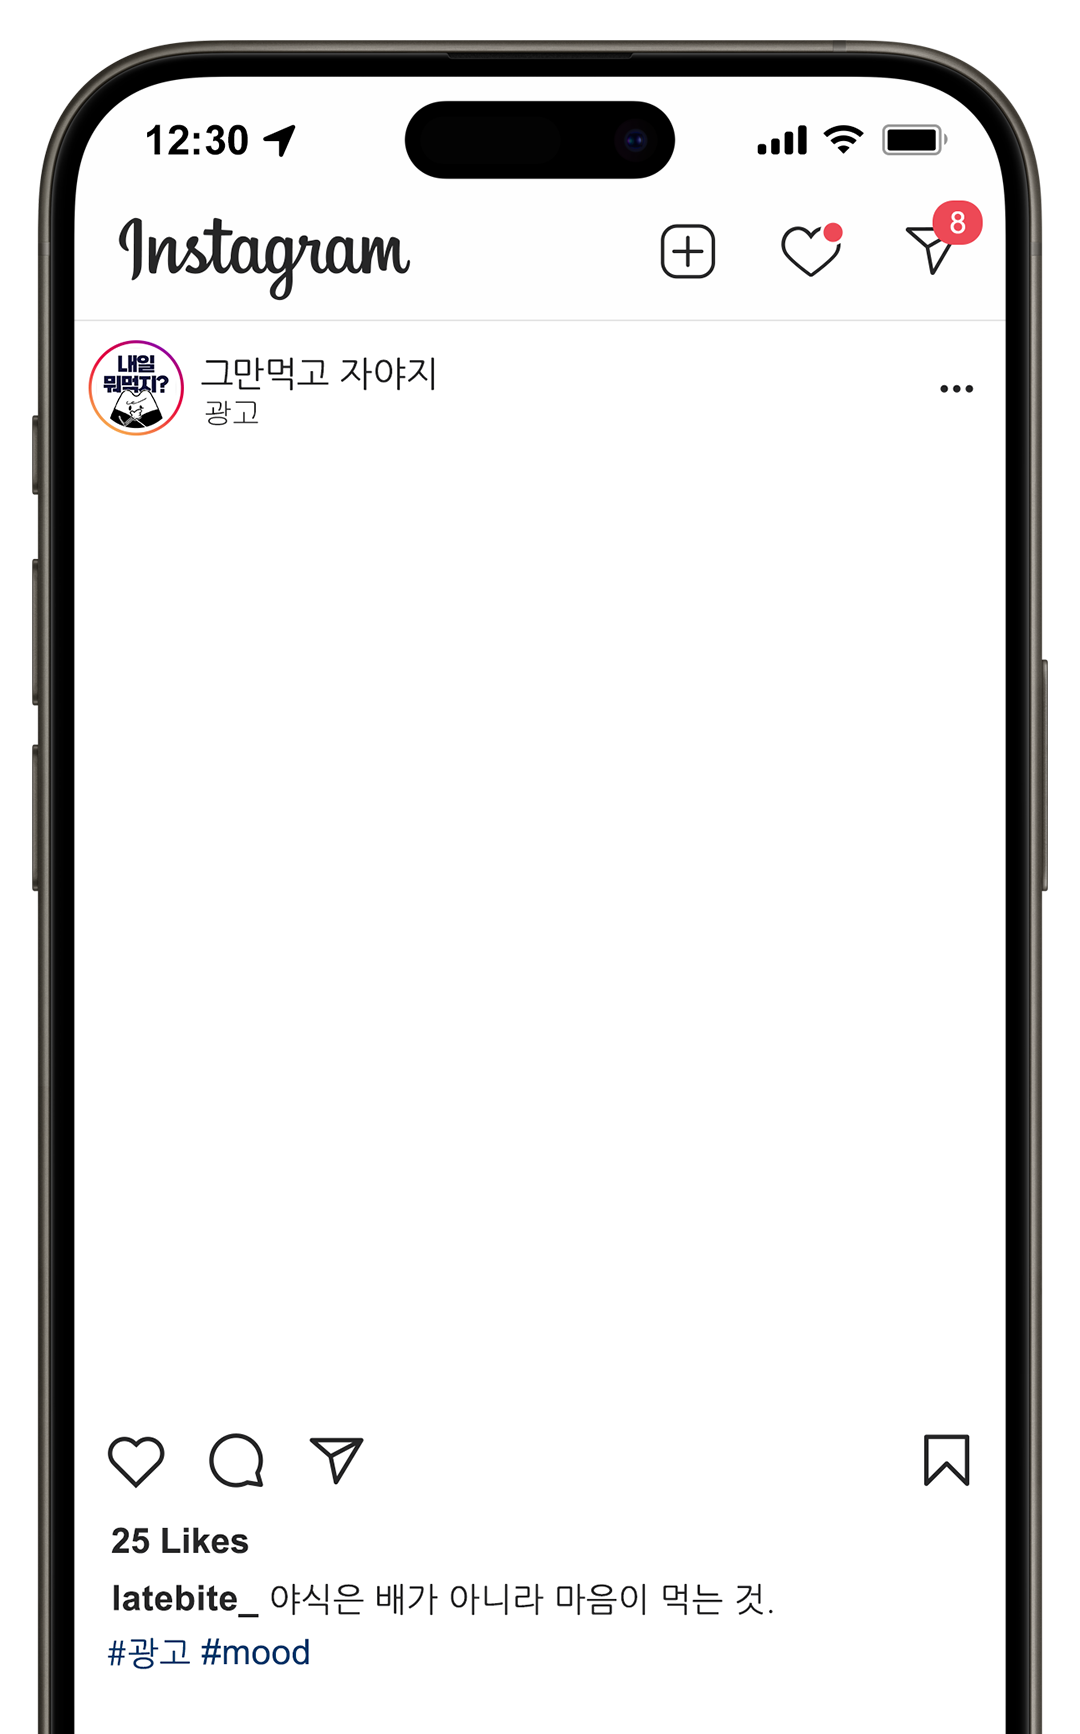 12:30
Instagram
8
내일
뭐먹지?
그만먹고 자야지
광고
25 Likes
latebite_ 야식은 배가 아니라 마음이 먹는 것.
#광고 #mood